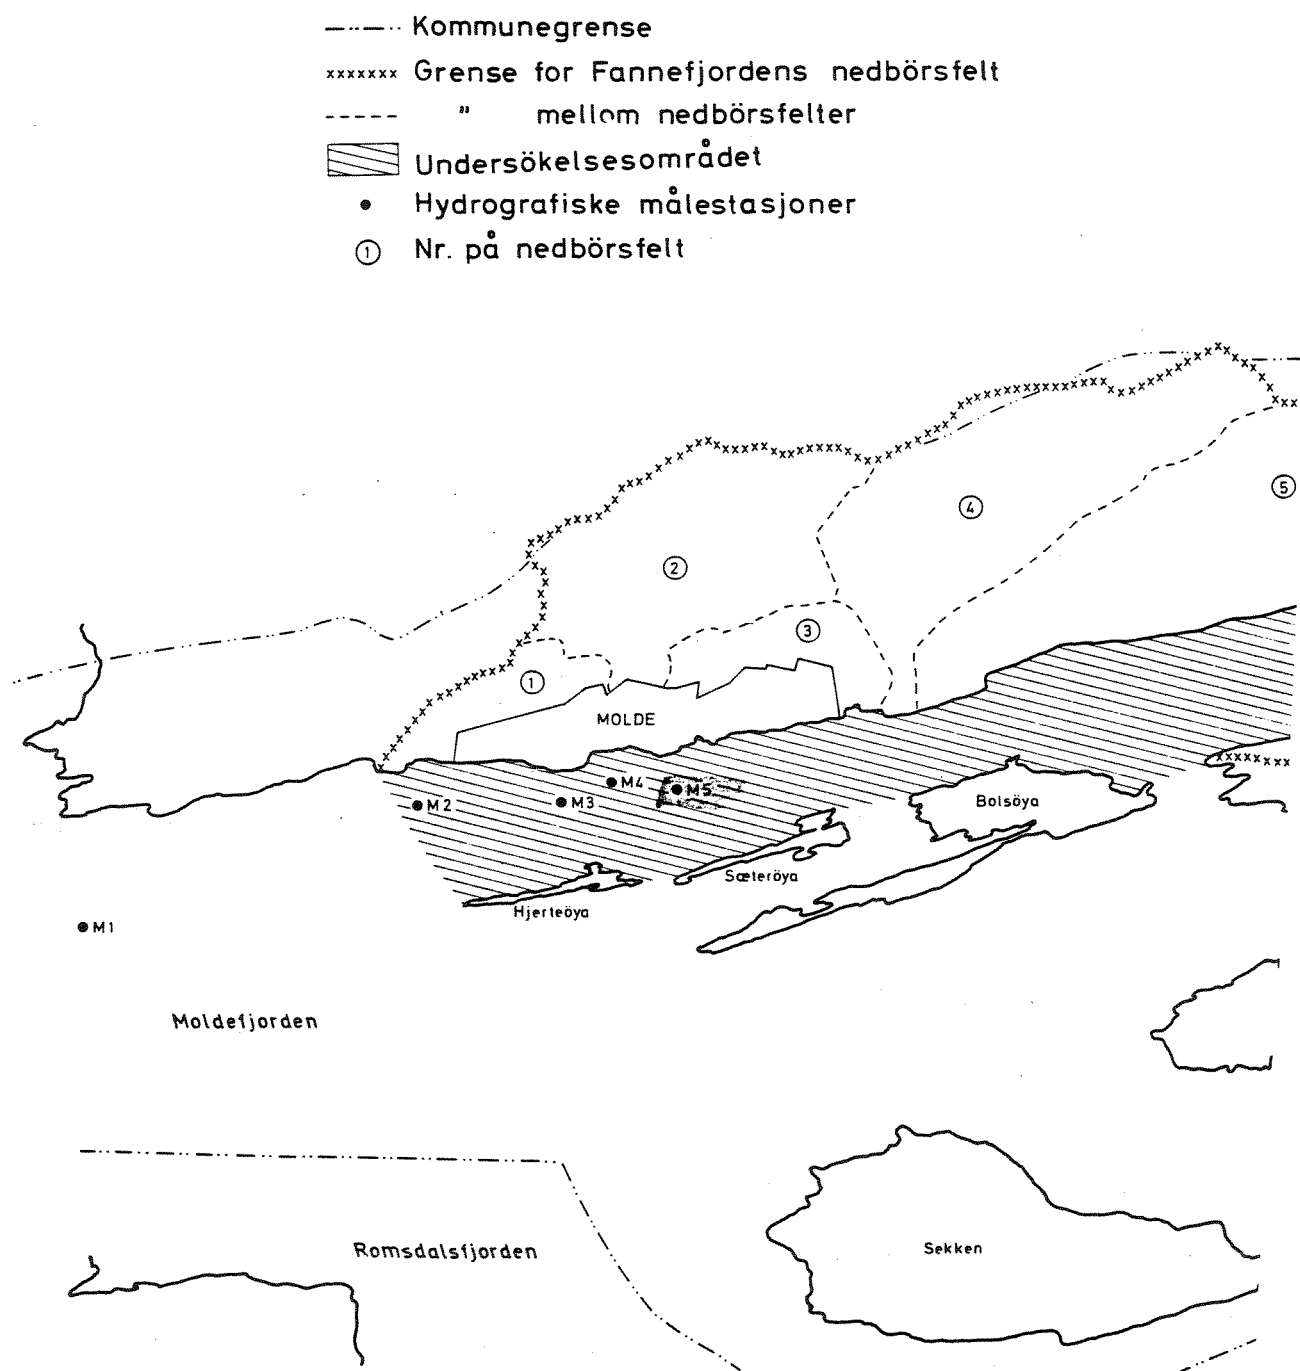 Kommunegrense
Grense for Fannefjordens nedbörsfelt
" mellom nedbörsfelter
Undersökelsesområdet
Hydrografiske målestasjoner
1 Nr. på nedbörsfelt
4
5
2
3
1
MOLDE
M4
M5
M3
M2
Bolsöya
Sæteröya
Hjerteöya
M1
Moldefjorden
Romsdalsfjorden
Sekken